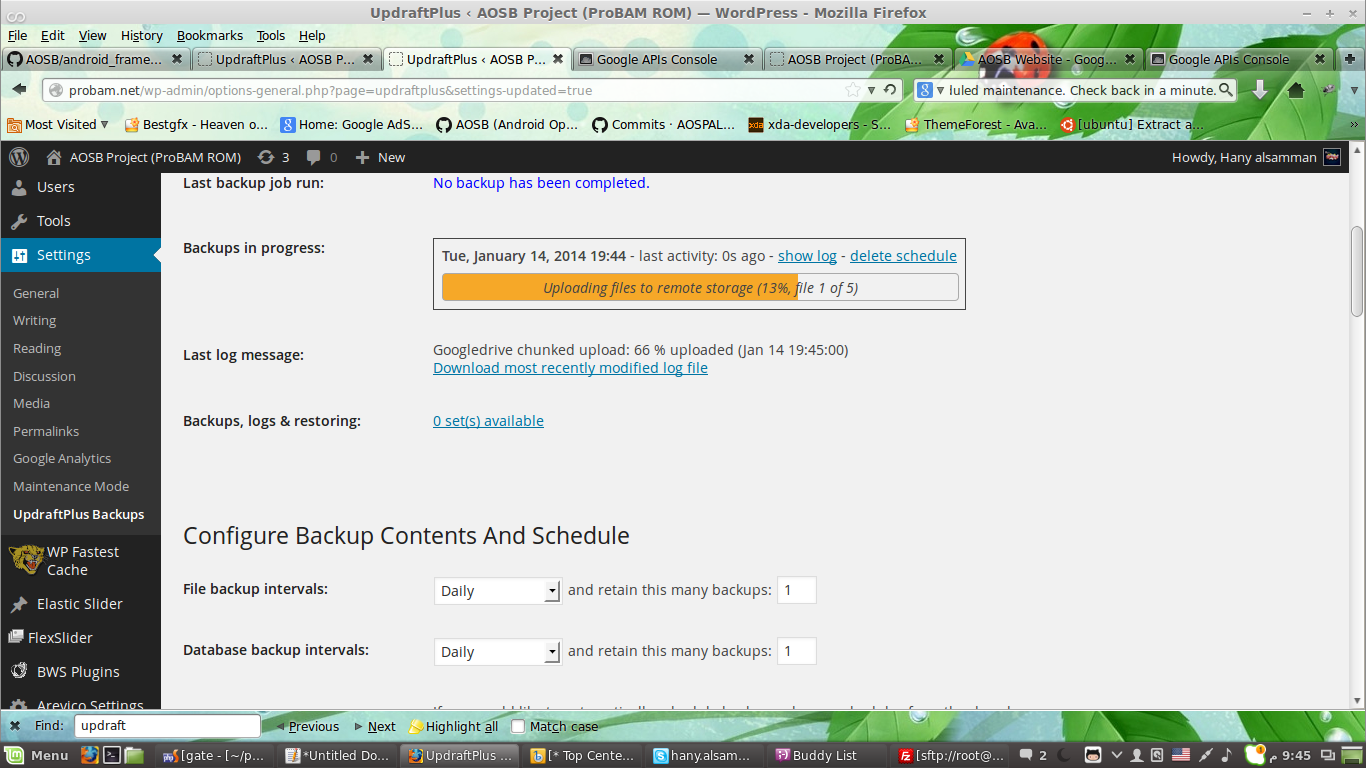 UpdraftPlus ‹ AOSB Project (ProBAM ROM) — WordPress - Mozilla Firefox
File Edit View History Bookmarks Tools Help
AOSB/android_frame...
UpdraftPlus ‹ AOSB P...
UpdraftPlus ‹ AOSB P...
Google APIs Console
AOSB Project (ProBA...
AOSB Website - Goog...
Google APIs Console
probam.net/wp-admin/options-general.php?page=updraftplus&settings-updated=true
luled maintenance. Check back in a minute.
Most Visited
Bestgfx - Heaven o...
Home: Google AdS...
AOSB (Android Op...
Commits · AOSPAL...
xda-developers - S...
ThemeForest - Ava...
[ubuntu] Extract a...
AOSB Project (ProBAM ROM) 3 0 New
Howdy, Hany alsamman
Users
Tools
Settings
General
Writing
Reading
Discussion
Media
Permalinks
Google Analytics
Maintenance Mode
UpdraftPlus Backups
WP Fastest
Cache
Elastic Slider
FlexSlider
BWS Plugins
Arevico Settings
Last backup job run: No backup has been completed.
Backups in progress:
Tue, January 14, 2014 19:44 - last activity: 0s ago - show log - delete schedule
Uploading files to remote storage (13%, file 1 of 5)
Last log message:
Googledrive chunked upload: 66 % uploaded (Jan 14 19:45:00)
Download most recently modified log file
Backups, logs & restoring: 0 set(s) available
Configure Backup Contents And Schedule
File backup intervals: Daily and retain this many backups: 1
Database backup intervals: Daily and retain this many backups: 1
Find: updraft Previous Next Highlight all Match case
Menu
[gate - [~/p...
*Untitled Do...
UpdraftPlus ...
[* Top Cente...
hany.alsam...
Buddy List
[sftp://root@...
2
9:45 م